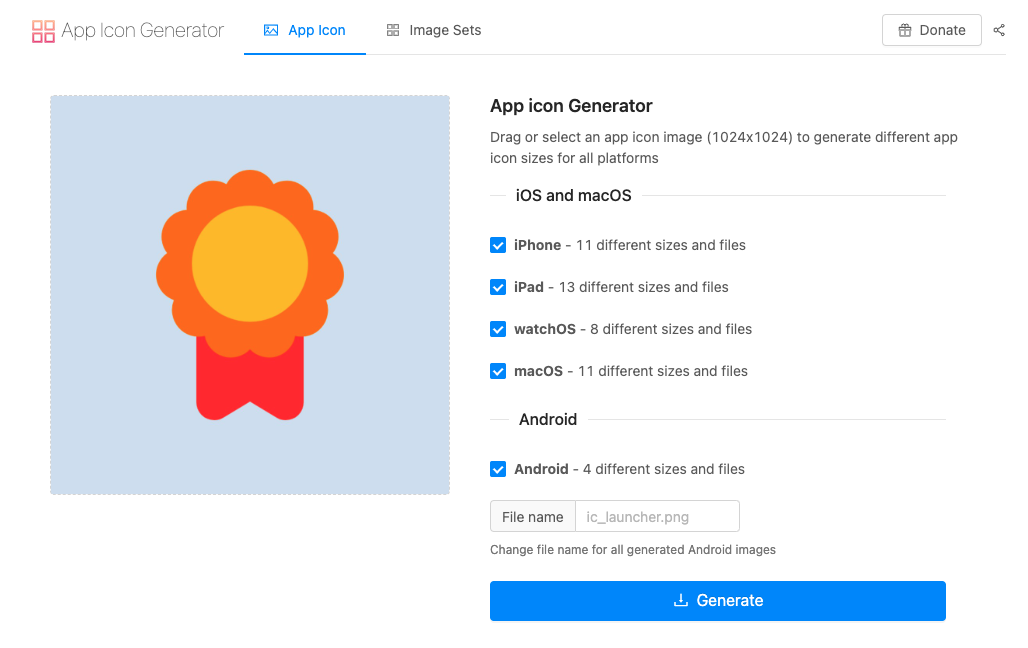 App Icon Generator
App Icon
Image Sets
Donate
App icon Generator
Drag or select an app icon image (1024x1024) to generate different app
icon sizes for all platforms
iOS and macOS
iPhone - 11 different sizes and files
iPad - 13 different sizes and files
watchOS - 8 different sizes and files
macOS - 11 different sizes and files
Android
Android - 4 different sizes and files
File name
ic_launcher.png
Change file name for all generated Android images
Generate